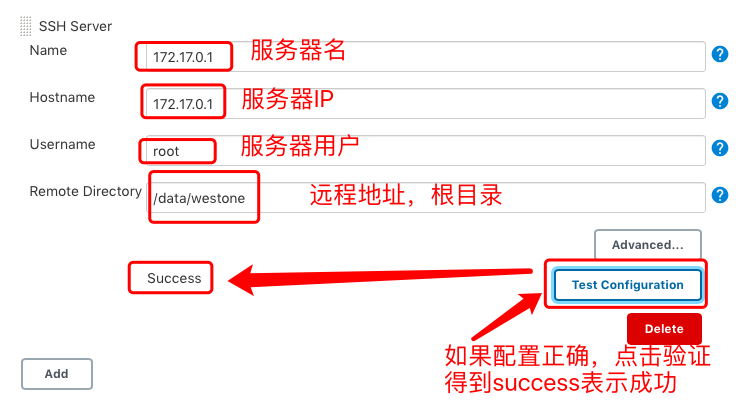 SSH Server
Name
172.17.0.1
服务器名
Hostname
172.17.0.1
服务器IP
Username
root
服务器用户
Remote Directory
/data/westone
远程地址，根目录
Advanced...
Success
Test Configuration
Delete
如果配置正确，点击验证
得到success表示成功
Add